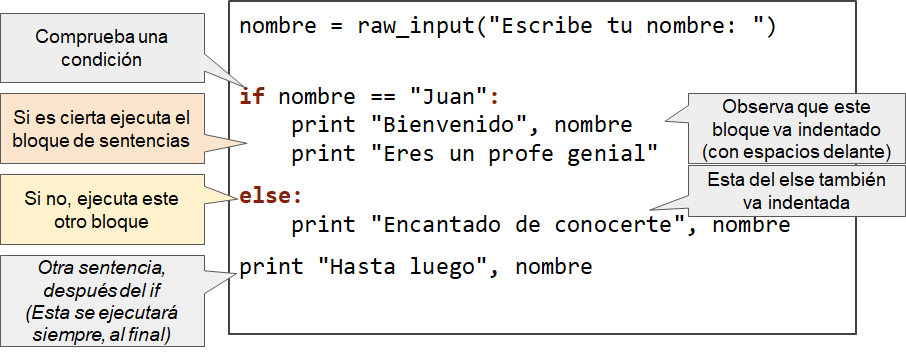 nombre = raw_input("Escribe tu nombre: ")
Comprueba una
condición
if nombre == "Juan":
Si es cierta ejecuta el
bloque de sentencias
print "Bienvenido", nombre
print "Eres un profe genial"
Observa que este
bloque va indentado
(con espacios delante)
Si no, ejecuta este
otro bloque
else:
print "Encantado de conocerte", nombre
Esta del else también
va indentada
print "Hasta luego", nombre
Otra sentencia,
después del if
(Esta se ejecutará
siempre, al final)